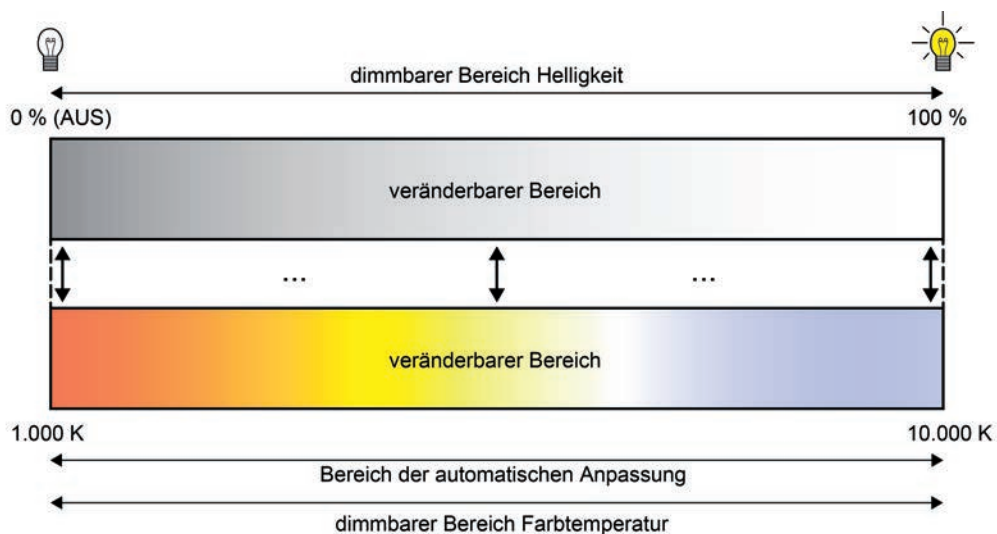 dimmbarer Bereich Helligkeit
0 % (AUS)
100 %
veränderbarer Bereich
...
...
veränderbarer Bereich
1.000 K
10.000 K
Bereich der automatischen Anpassung
dimmbarer Bereich Farbtemperatur